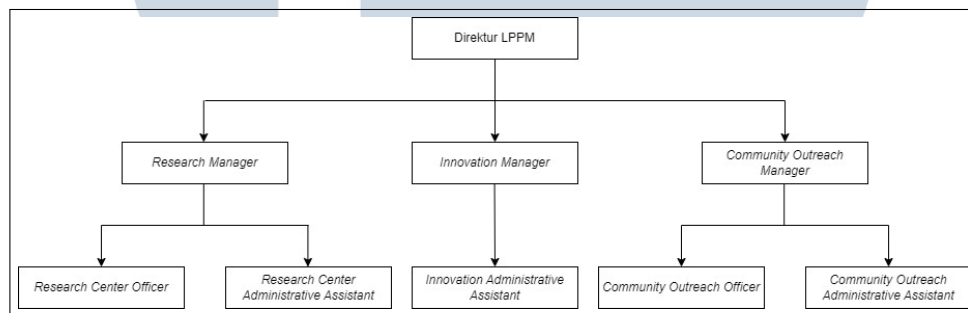 Direktur LPPM
Research Manager
Innovation Manager
Community Outreach
Manager
Research Center Officer
Research Center
Administrative Assistant
Innovation Administrative
Assistant
Community Outreach Officer
Community Outreach
Administrative Assistant